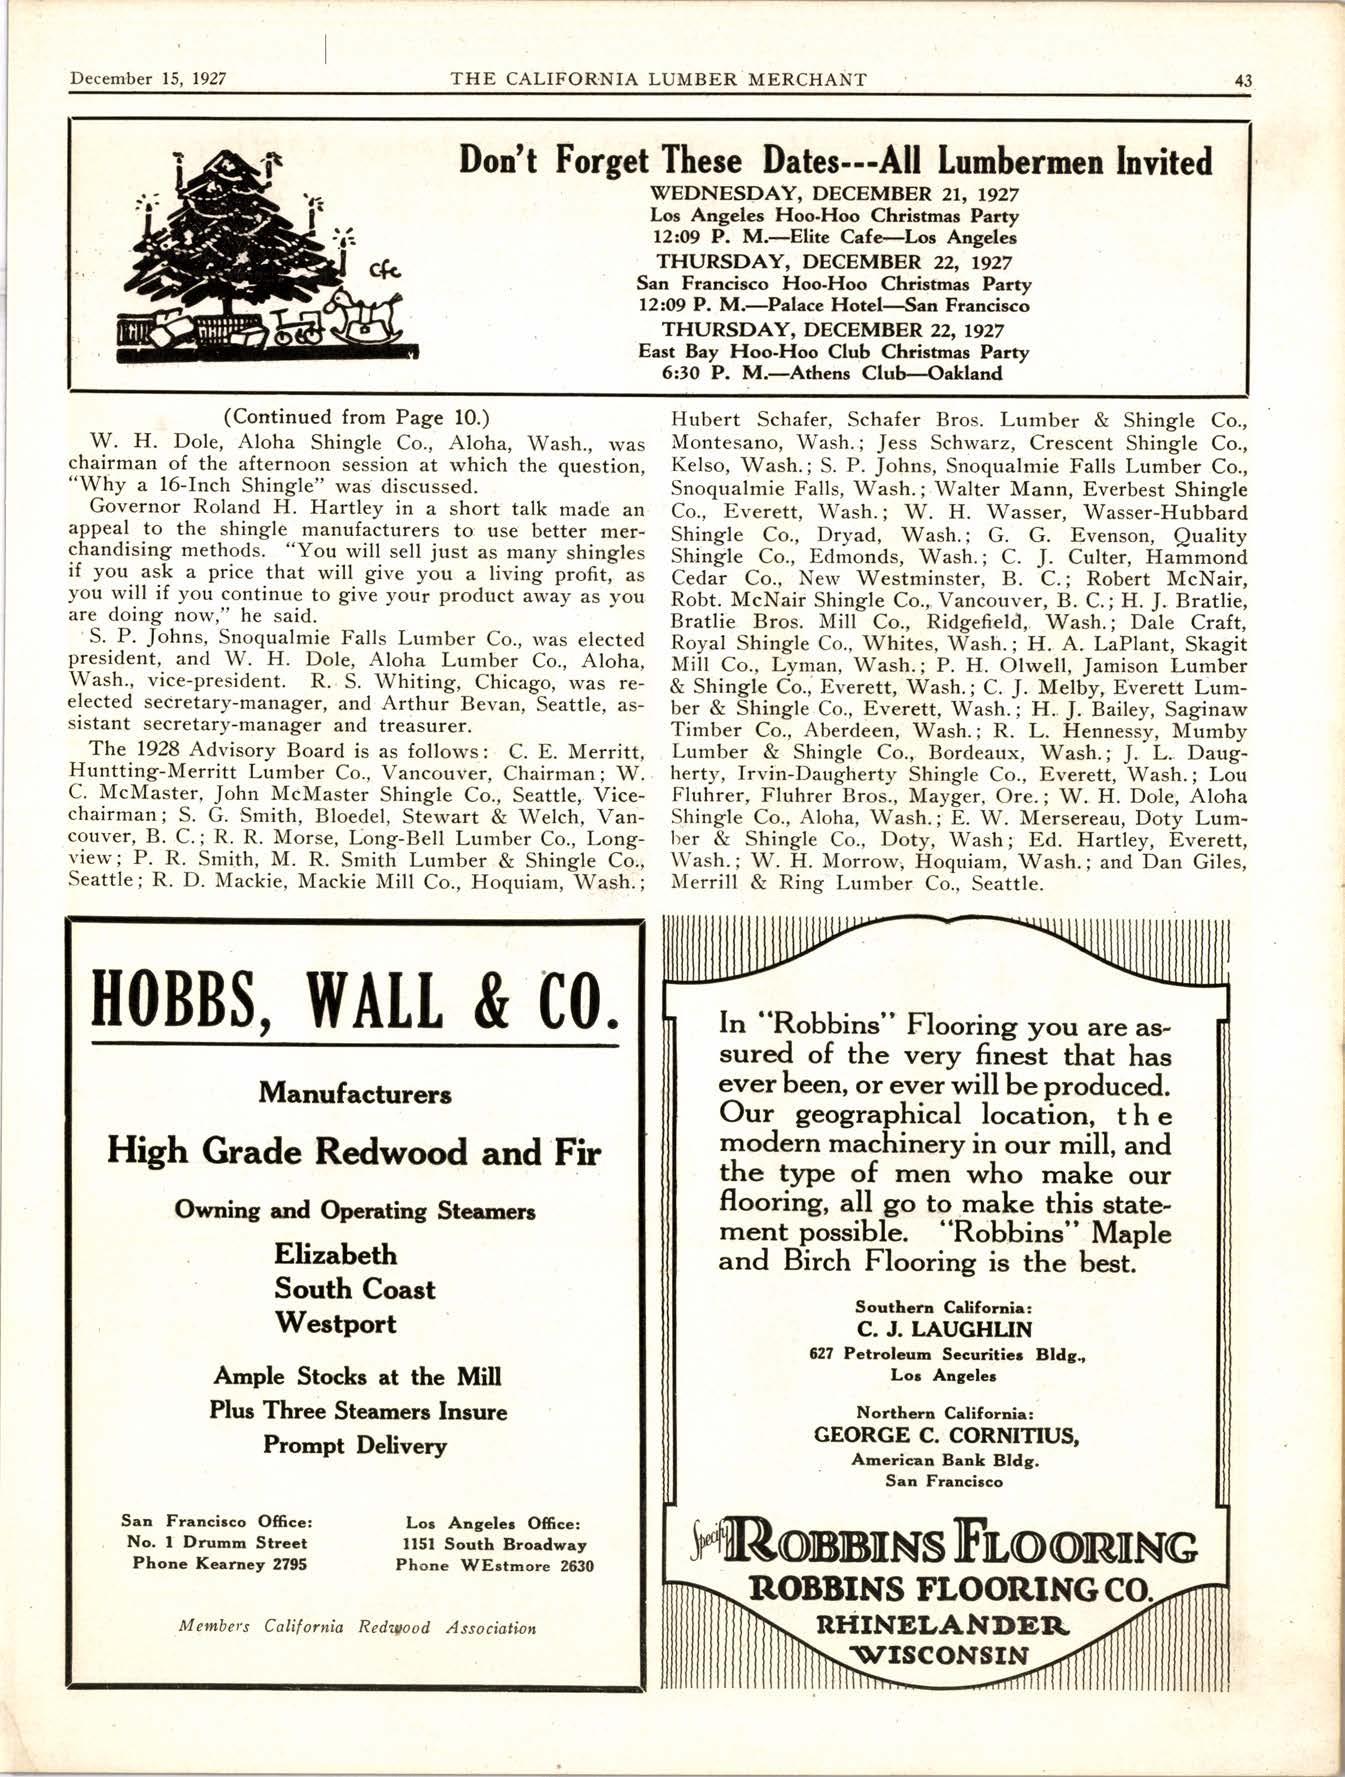 December 15, 1927 THE CALIFORNIA LUMBER MERCHANT 43
Don't Forget These Dates---All Lumbermen Invited
WEDNESDAY, DECEMBER 21, 1927
Los Angeles Hoo-Hoo Christmas Party
12:09 P. M.—Elite Cafe—Los Angeles
THURSDAY, DECEMBER 22, 1927
San Francisco Hoo-Hoo Christmas Party
12:09 P. M.—Palace Hotel—San Francisco
THURSDAY, DECEMBER 22, 1927
East Bay Hoo-Hoo Club Christmas Party
6:30 P. M.—Athens Club—Oakland
cfc
(Continued from Page 10.)
W. H. Dole, Aloha Shingle Co., Aloha, Wash., was
chairman of the afternoon session at which the question,
"Why a 16-Inch Shingle" was discussed.
Governor Roland H. Hartley in a short talk made an
appeal to the shingle manufacturers to use better mer-
chandising methods. "You will sell just as many shingles
if you ask a price that will give you a living profit, as
you will if you continue to give your product away as you
are doing now," he said.
S. P. Johns, Snoqualmie Falls Lumber Co., was elected
president, and W. H. Dole, Aloha Lumber Co., Aloha,
Wash., vice-president. R. S. Whiting, Chicago, was re-
elected secretary-manager, and Arthur Bevan, Seattle, as-
sistant secretary-manager and treasurer.
The 1928 Advisory Board is as follows: C. E. Merritt,
Huntting-Merritt Lumber Co., Vancouver, Chairman; W.
C. McMaster, John McMaster Shingle Co., Seattle, Vice-
chairman; S. G. Smith, Bloedel, Stewart & Welch, Van-
couver, B. C.; R. R. Morse, Long-Bell Lumber Co., Long-
view; P. R. Smith, M. R. Smith Lumber & Shingle Co.,
Seattle; R. D. Mackie, Mackie Mill Co., Hoquiam, Wash.;
Hubert Schafer, Schafer Bros. Lumber & Shingle Co.,
Montesano, Wash.; Jess Schwarz, Crescent Shingle Co.,
Kelso, Wash.; S. P. Johns, Snoqualmie Falls Lumber Co.,
Snoqualmie Falls, Wash.; Walter Mann, Everbest Shingle
Co., Everett, Wash.; W. H. Wasser, Wasser-Hubbard
Shingle Co., Dryad, Wash.; G. G. Evenson, Quality
Shingle Co., Edmonds, Wash.; C. J. Culter, Hammond
Cedar Co., New Westminster, B. C.; Robert McNair,
Robt. McNair Shingle Co., Vancouver, B. C.; H. J. Bratlie,
Bratlie Bros. Mill Co., Ridgefield, Wash.; Dale Craft,
Royal Shingle Co., Whites, Wash.; H. A. LaPlant, Skagit
Mill Co., Lyman, Wash.; P. H. Olwell, Jamison Lumber
& Shingle Co., Everett, Wash.; C. J. Melby, Everett Lum-
ber & Shingle Co., Everett, Wash.; H. J. Bailey, Saginaw
Timber Co., Aberdeen, Wash.; R. L. Hennessy, Mumby
Lumber & Shingle Co., Bordeaux, Wash.; J. L. Daug-
herty, Irvin-Daugherty Shingle Co., Everett, Wash.; Lou
Fluhrer, Fluhrer Bros., Mayger, Ore.; W. H. Dole, Aloha
Shingle Co., Aloha, Wash.; E. W. Mersereau, Doty Lum-
ber & Shingle Co., Doty, Wash; Ed. Hartley, Everett,
Wash.; W. H. Morrow, Hoquiam, Wash.; and Dan Giles,
Merrill & Ring Lumber Co., Seattle.
HOBBS, WALL & CO.
Manufacturers
High Grade Redwood and Fir
Owning and Operating Steamers
Elizabeth
South Coast
Westport
Ample Stocks at the Mill
Plus Three Steamers Insure
Prompt Delivery
San Francisco Office:
No. 1 Drumm Street
Phone Kearney 2795
Los Angeles Office:
1151 South Broadway
Phone WEstmore 2630
Members California Redwood Association
In "Robbins" Flooring you are as-
sured of the very finest that has
ever been, or ever will be produced.
Our geographical location, the
modern machinery in our mill, and
the type of men who make our
flooring, all go to make this state-
ment possible. "Robbins" Maple
and Birch Flooring is the best.
Southern California:
C. J. LAUGHLIN
627 Petroleum Securities Bldg.,
Los Angeles
Northern California:
GEORGE C. CORNITIUS,
American Bank Bldg.
San Francisco
Specify ROBBINS FLOORING
ROBBINS FLOORING CO.
RHINELANDER
WISCONSIN